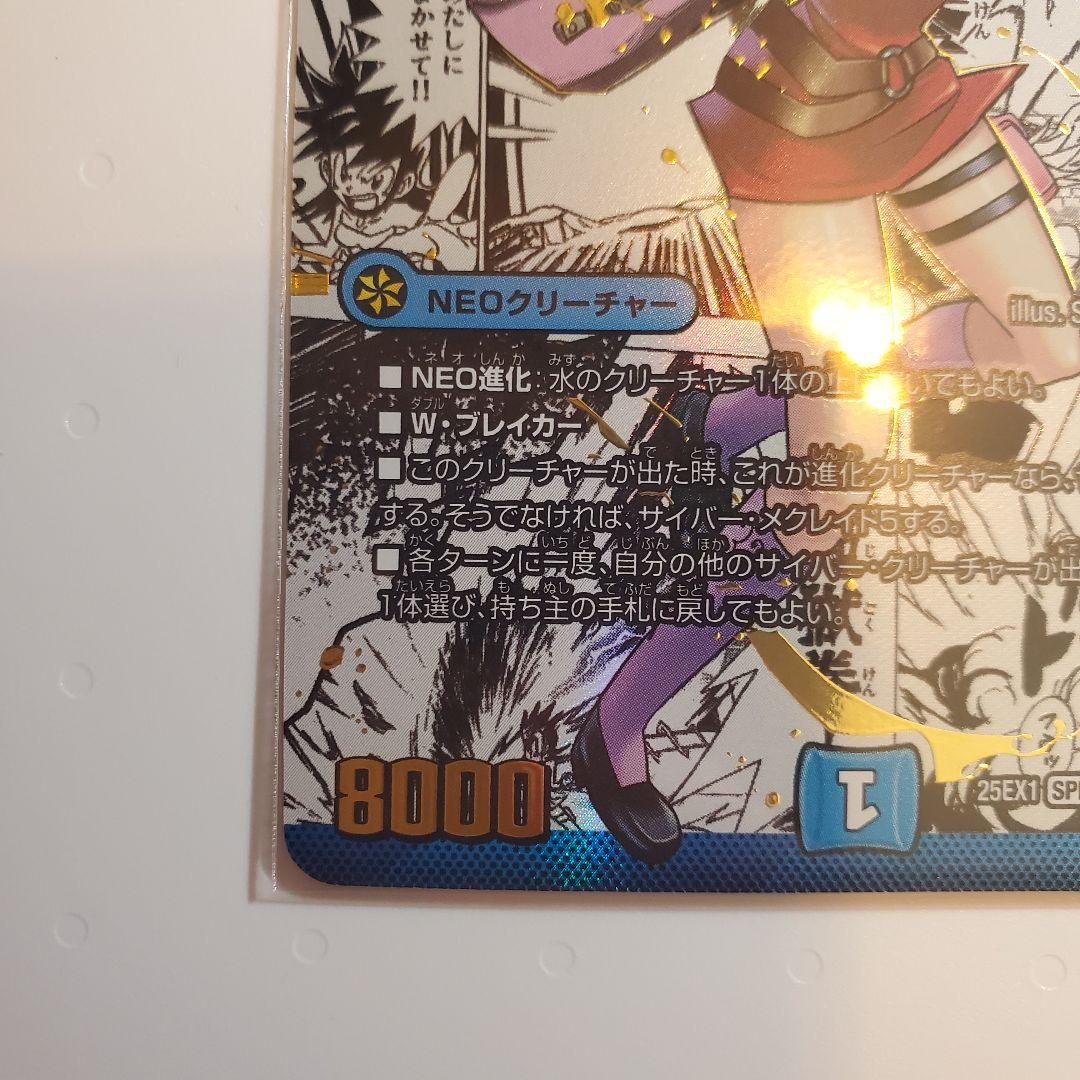 たしに
かせて!!
けん
NEOクリーチャー
illus. S
■NEO進化：水のクリーチャー1体の上に いてもよい。
■W・ブレイカー
■このクリーチャーが出た時、これが進化クリーチャーなら、
する。そうでなければ、サイバー・メクレイド5する。
■各ターンに一度、自分の他のサイバー・クリーチャーが出
1体選び、持ち主の手札に戻してもよい。
8000
1
25EX1 SP